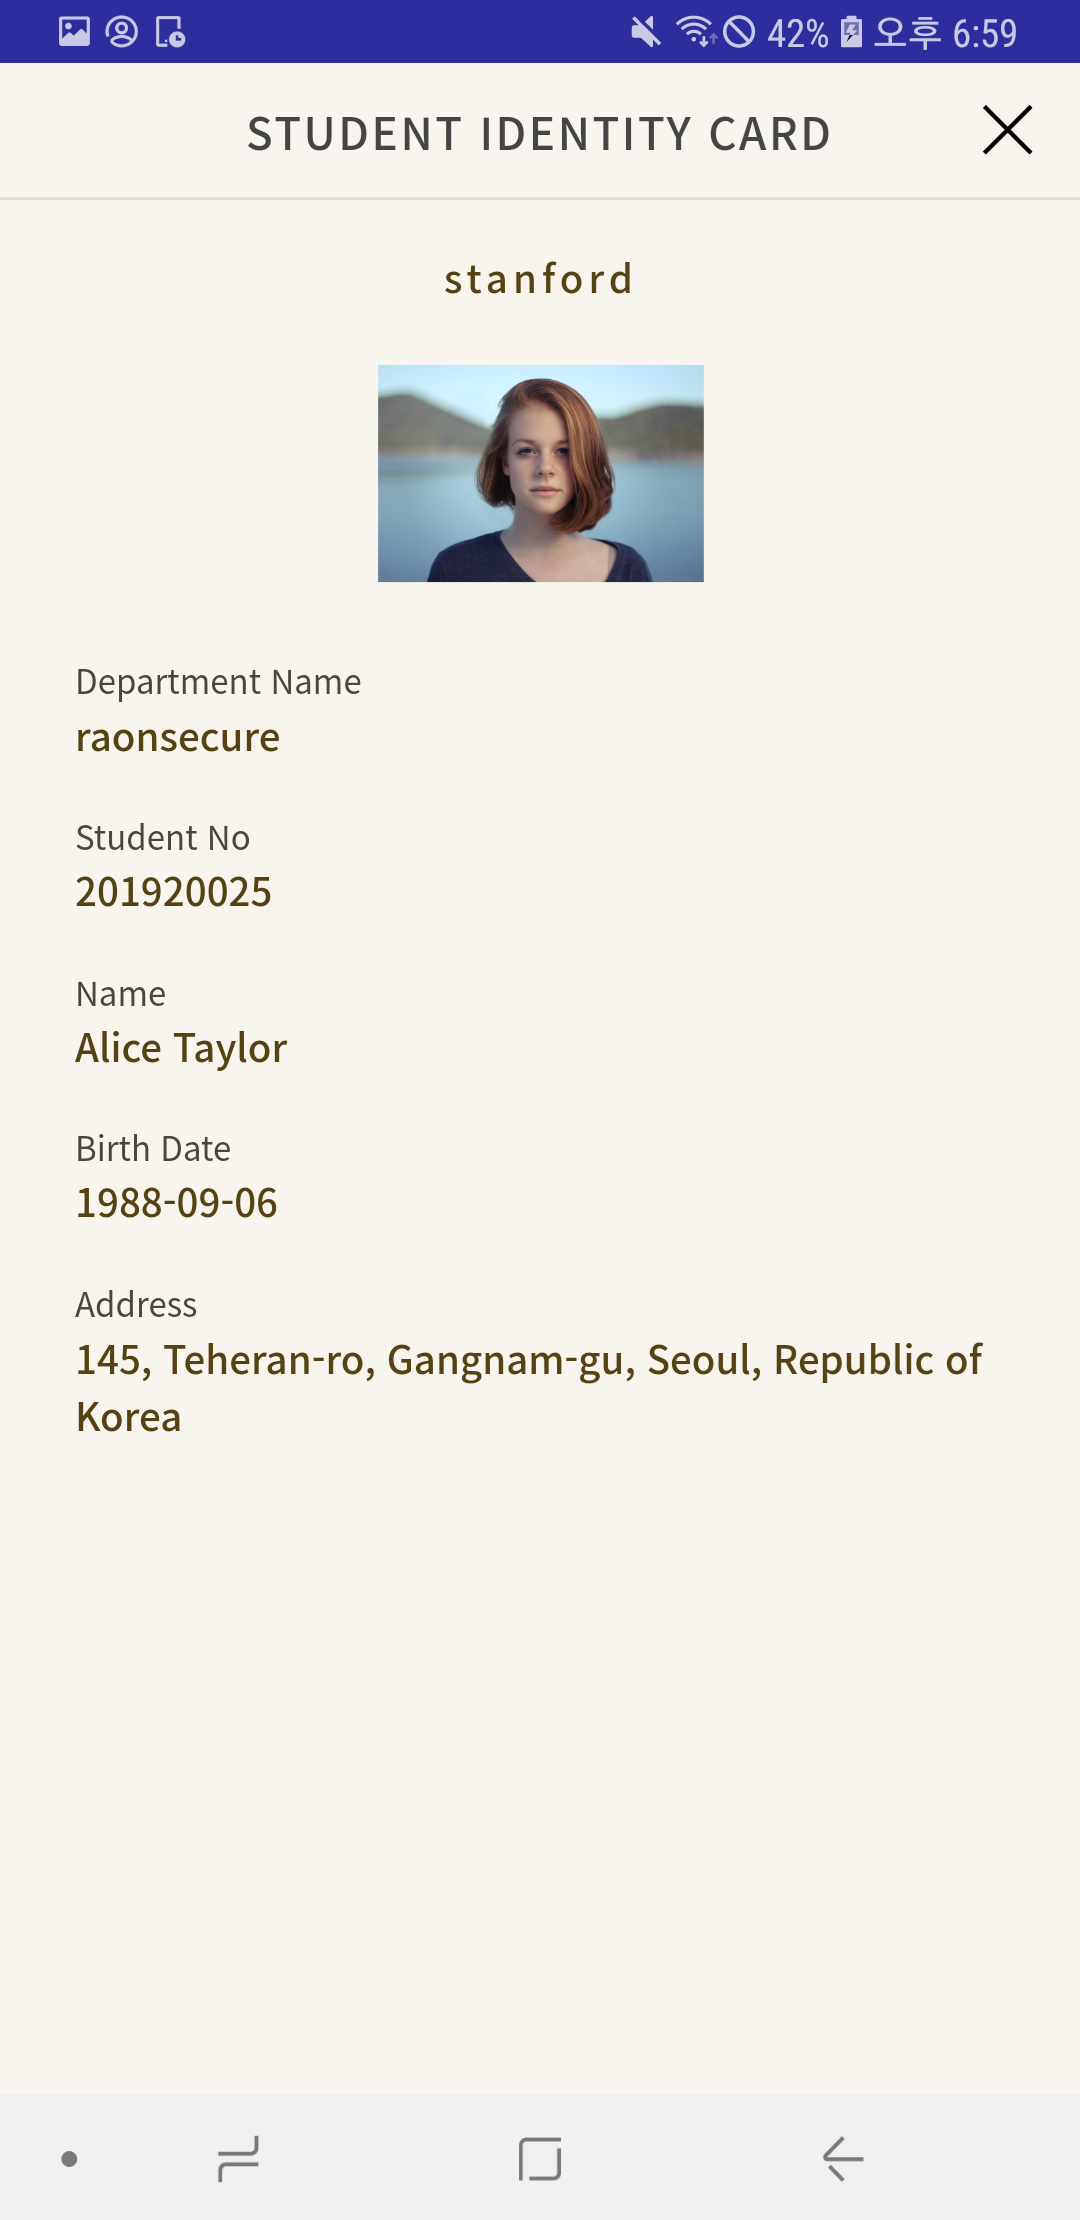 42% 오후 6:59
STUDENT IDENTITY CARD
stanford
Department Name
raonsecure
Student No
201920025
Name
Alice Taylor
Birth Date
1988-09-06
Address
145, Teheran-ro, Gangnam-gu, Seoul, Republic of
Korea